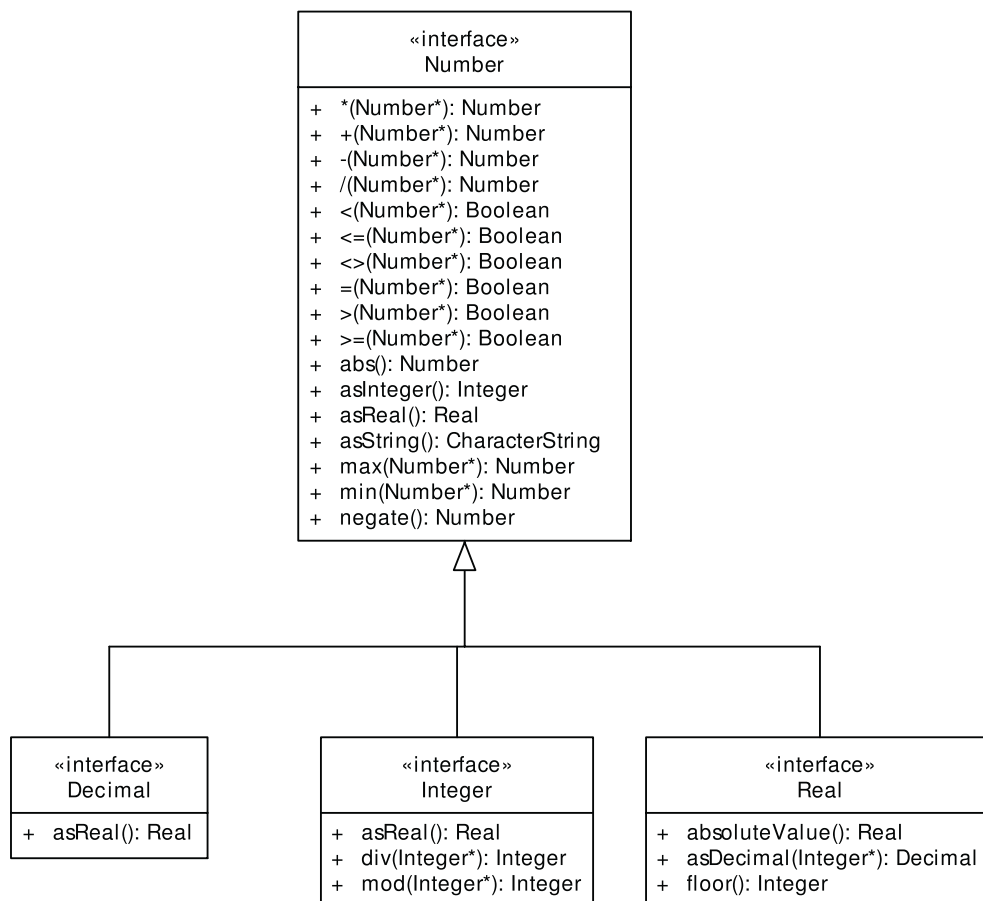 «interface»
Number
+ *(Number*): Number
+ +(Number*): Number
+ -(Number*): Number
+ /(Number*): Number
+ <(Number*): Boolean
+ <=(Number*): Boolean
+ <>(Number*): Boolean
+ =(Number*): Boolean
+ >(Number*): Boolean
+ >=(Number*): Boolean
+ abs(): Number
+ asInteger(): Integer
+ asReal(): Real
+ asString(): CharacterString
+ max(Number*): Number
+ min(Number*): Number
+ negate(): Number
«interface»
Decimal
+ asReal(): Real
«interface»
Integer
+ asReal(): Real
+ div(Integer*): Integer
+ mod(Integer*): Integer
«interface»
Real
+ absoluteValue(): Real
+ asDecimal(Integer*): Decimal
+ floor(): Integer